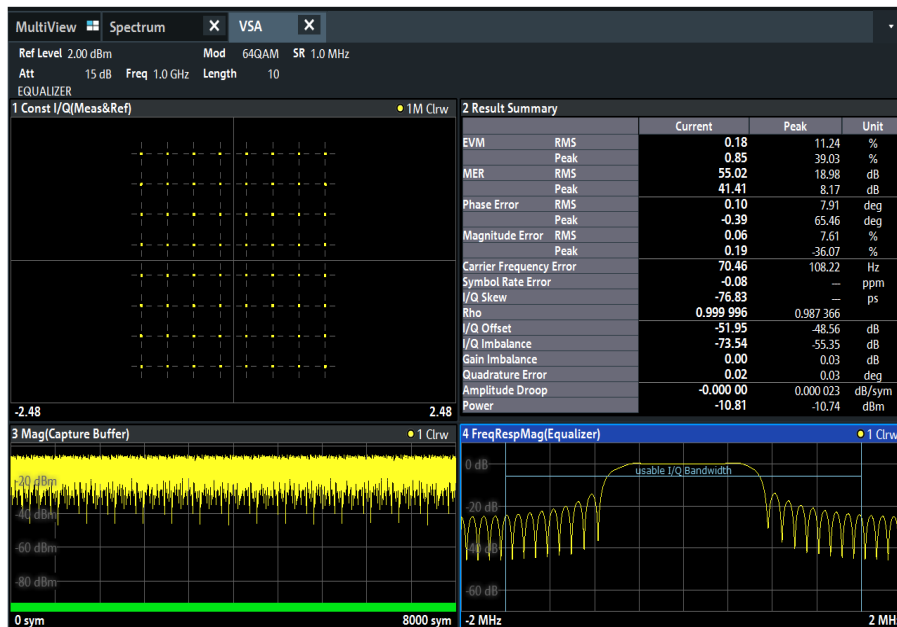 MultiView Spectrum X VSA X
Ref Level 2.00 dBm Mod 64QAM SR 1.0 MHz
Att 15 dB Freq 1.0 GHz Length 10
EQUALIZER
1 Const I/Q(Meas&Ref) 1M Clrw
-2.48 2.48
2 Result Summary
Current Peak Unit
EVM RMS 0.18 11.24 %
Peak 0.85 39.03 %
MER RMS 55.02 18.98 dB
Peak 41.41 8.17 dB
Phase Error RMS 0.10 7.91 deg
Peak -0.39 65.46 deg
Magnitude Error RMS 0.06 7.61 %
Peak 0.19 -36.07 %
Carrier Frequency Error 70.46 108.22 Hz
Symbol Rate Error -0.08 --- ppm
I/Q Skew -76.83 --- ps
Rho 0.999 996 0.987 366
I/Q Offset -51.95 -48.56 dB
I/Q Imbalance -73.54 -55.35 dB
Gain Imbalance 0.00 0.03 dB
Quadrature Error 0.02 0.03 deg
Amplitude Droop -0.000 00 0.000 023 dB/sym
Power -10.81 -10.74 dBm
3 Mag(Capture Buffer) 1 Clrw
-20 dBm
-40 dBm
-60 dBm
-80 dBm
0 sym 8000 sym
4 FreqRespMag(Equalizer) 1 Clrw
0 dB
usable I/Q Bandwidth
-20 dB
-40 dB
-60 dB
-2 MHz 2 MHz